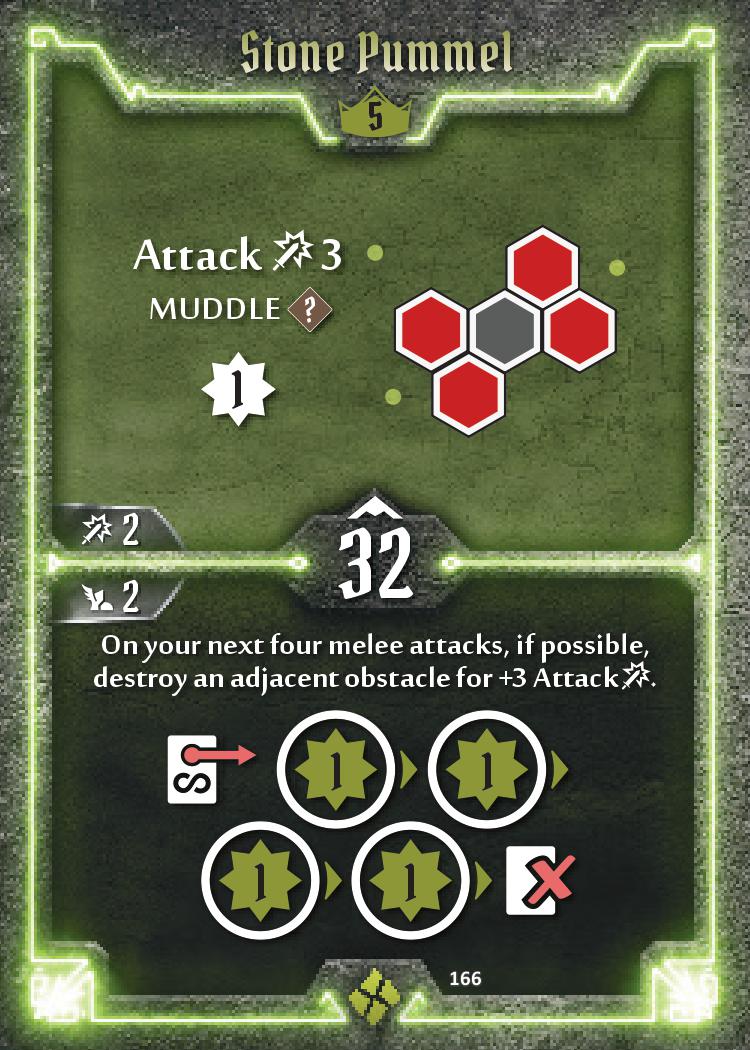 Stone Pummel
5
Attack 3
MUDDLE ?
1
2
32
2
On your next four melee attacks, if possible,
destroy an adjacent obstacle for +3 Attack.
1 1
1 1
166